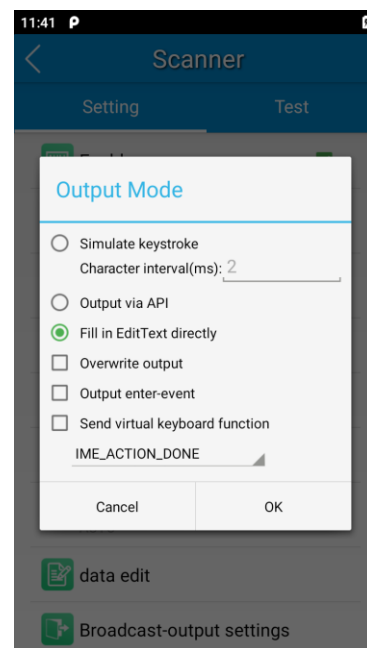 11:41
Scanner
Setting Test
Output Mode
Simulate keystroke
Character interval(ms): 2
Output via API
Fill in EditText directly
Overwrite output
Output enter-event
Send virtual keyboard function
IME_ACTION_DONE
Cancel OK
data edit
Broadcast-output settings